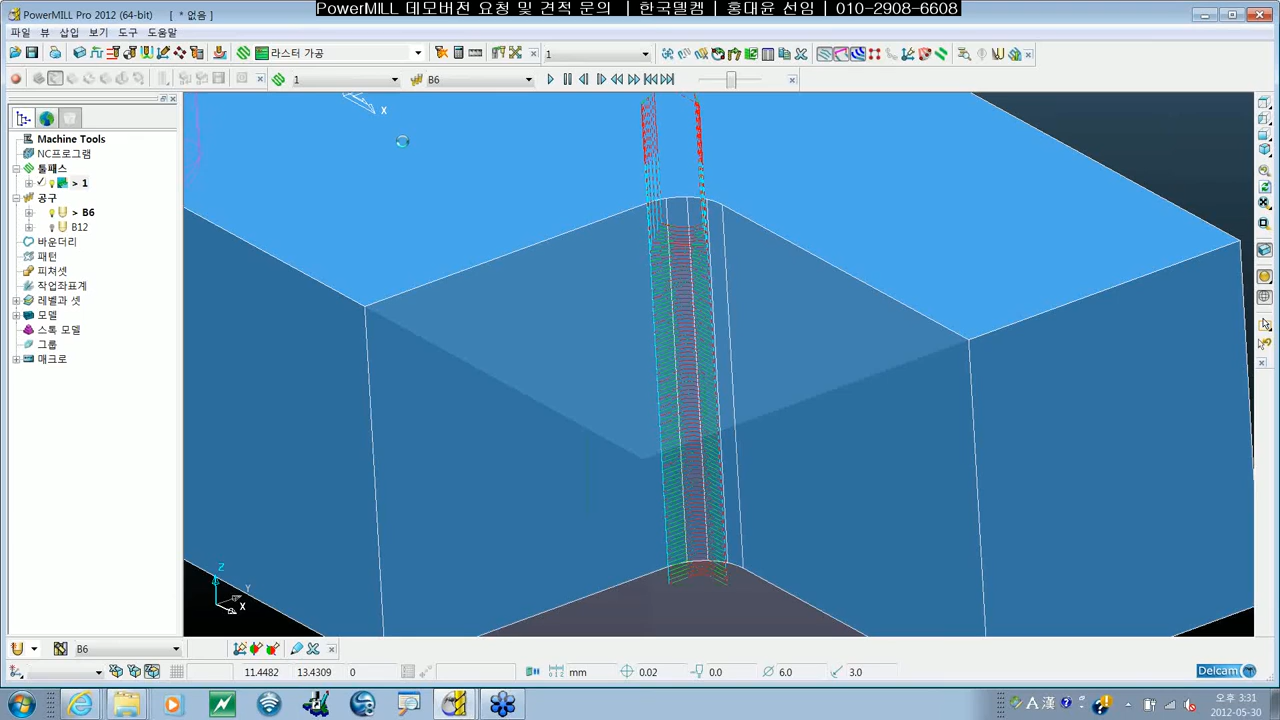 PowerMILL 데모버전 요청 및 견적 문의 | 한국델켐 | 홍대윤 선임 | 010-2908-6608
PowerMILL Pro 2012 (64-bit) [ * 없음 ]
파일 뷰 삽입 보기 도구 도움말
라스터 가공 1
1 B6
X
Machine Tools
NC프로그램
툴패스
> 1
공구
> B6
B12
바운더리
패턴
피쳐셋
작업좌표계
레벨과 셋
모델
스톡 모델
그룹
매크로
Z
Y
X
B6
11.4482 13.4309 0 mm 0.02 0.0 6.0 3.0 Delcam
A 漢 오후 3:31
2012-05-30